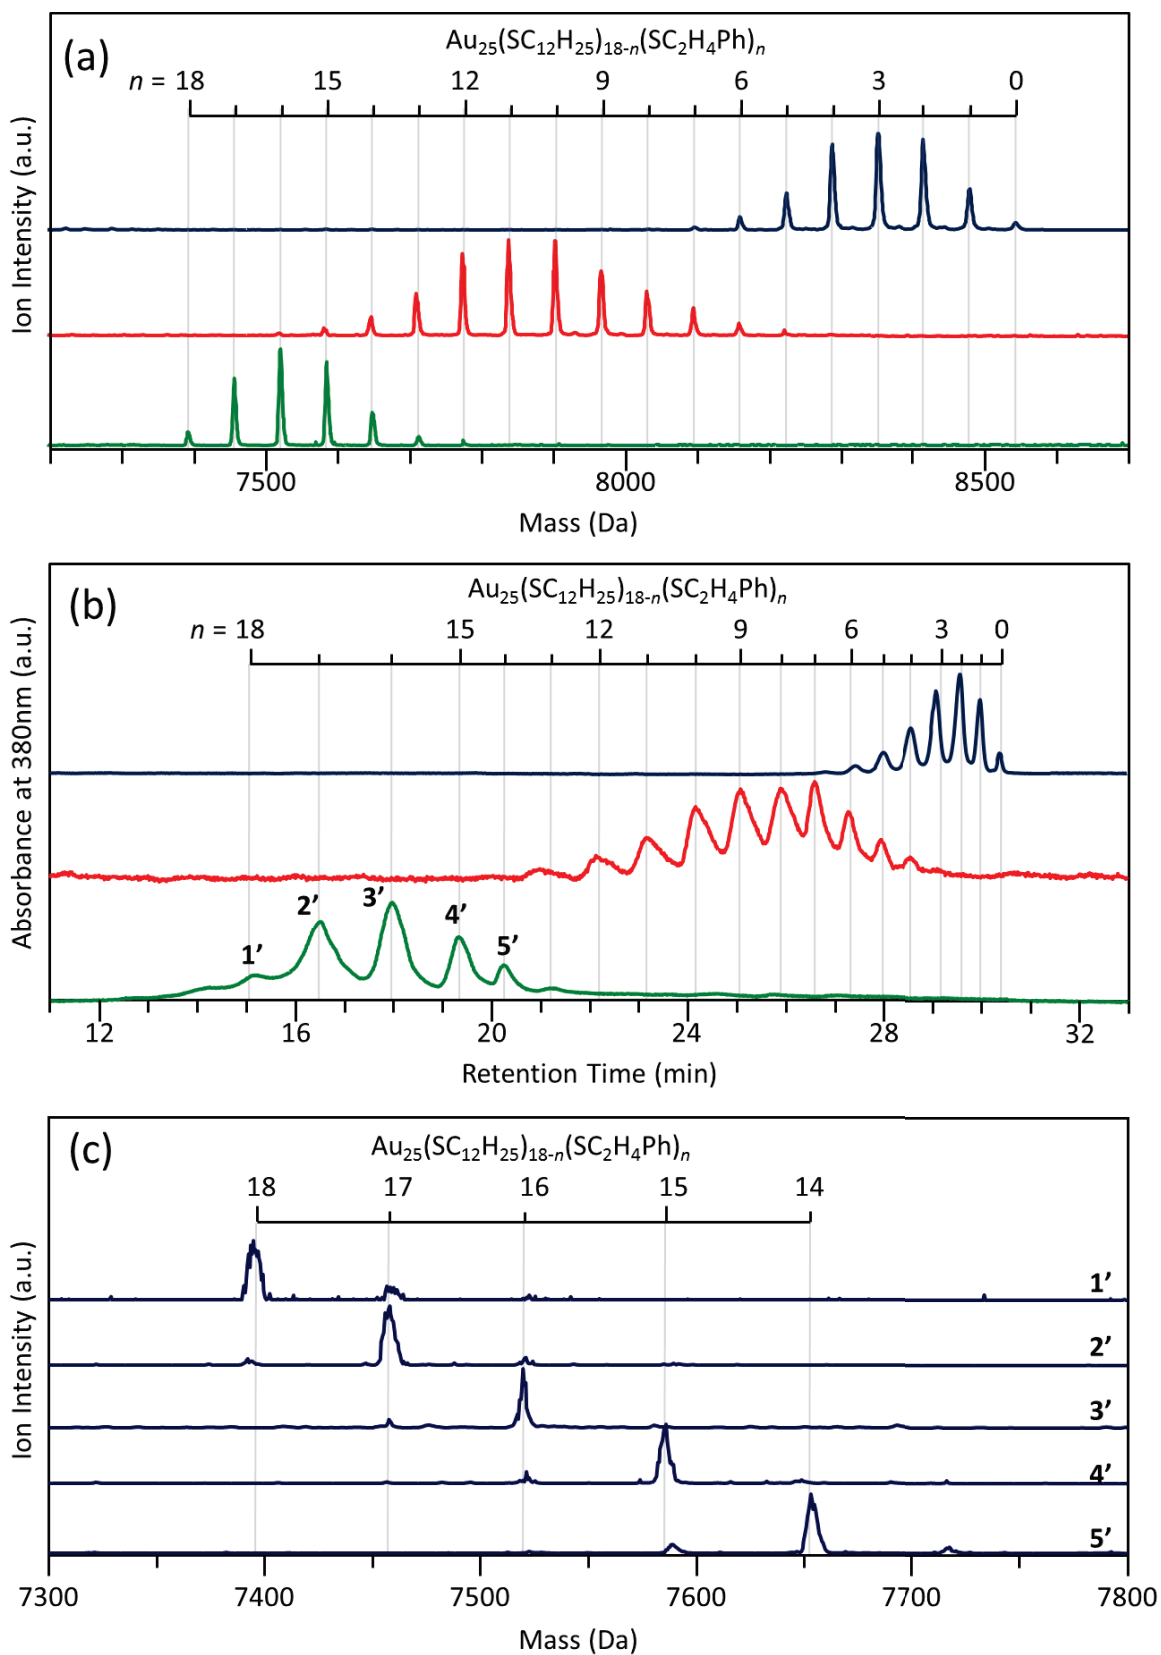 (a)
Au25(SC12H25)18-n(SC2H4Ph)n
n = 18 15 12 9 6 3 0
Ion Intensity (a.u.)
7500 8000 8500
Mass (Da)
(b)
Au25(SC12H25)18-n(SC2H4Ph)n
n = 18 15 12 9 6 3 0
Absorbance at 380nm (a.u.)
1’ 2’ 3’ 4’ 5’
12 16 20 24 28 32
Retention Time (min)
(c)
Au25(SC12H25)18-n(SC2H4Ph)n
18 17 16 15 14
Ion Intensity (a.u.)
1’
2’
3’
4’
5’
7300 7400 7500 7600 7700 7800
Mass (Da)